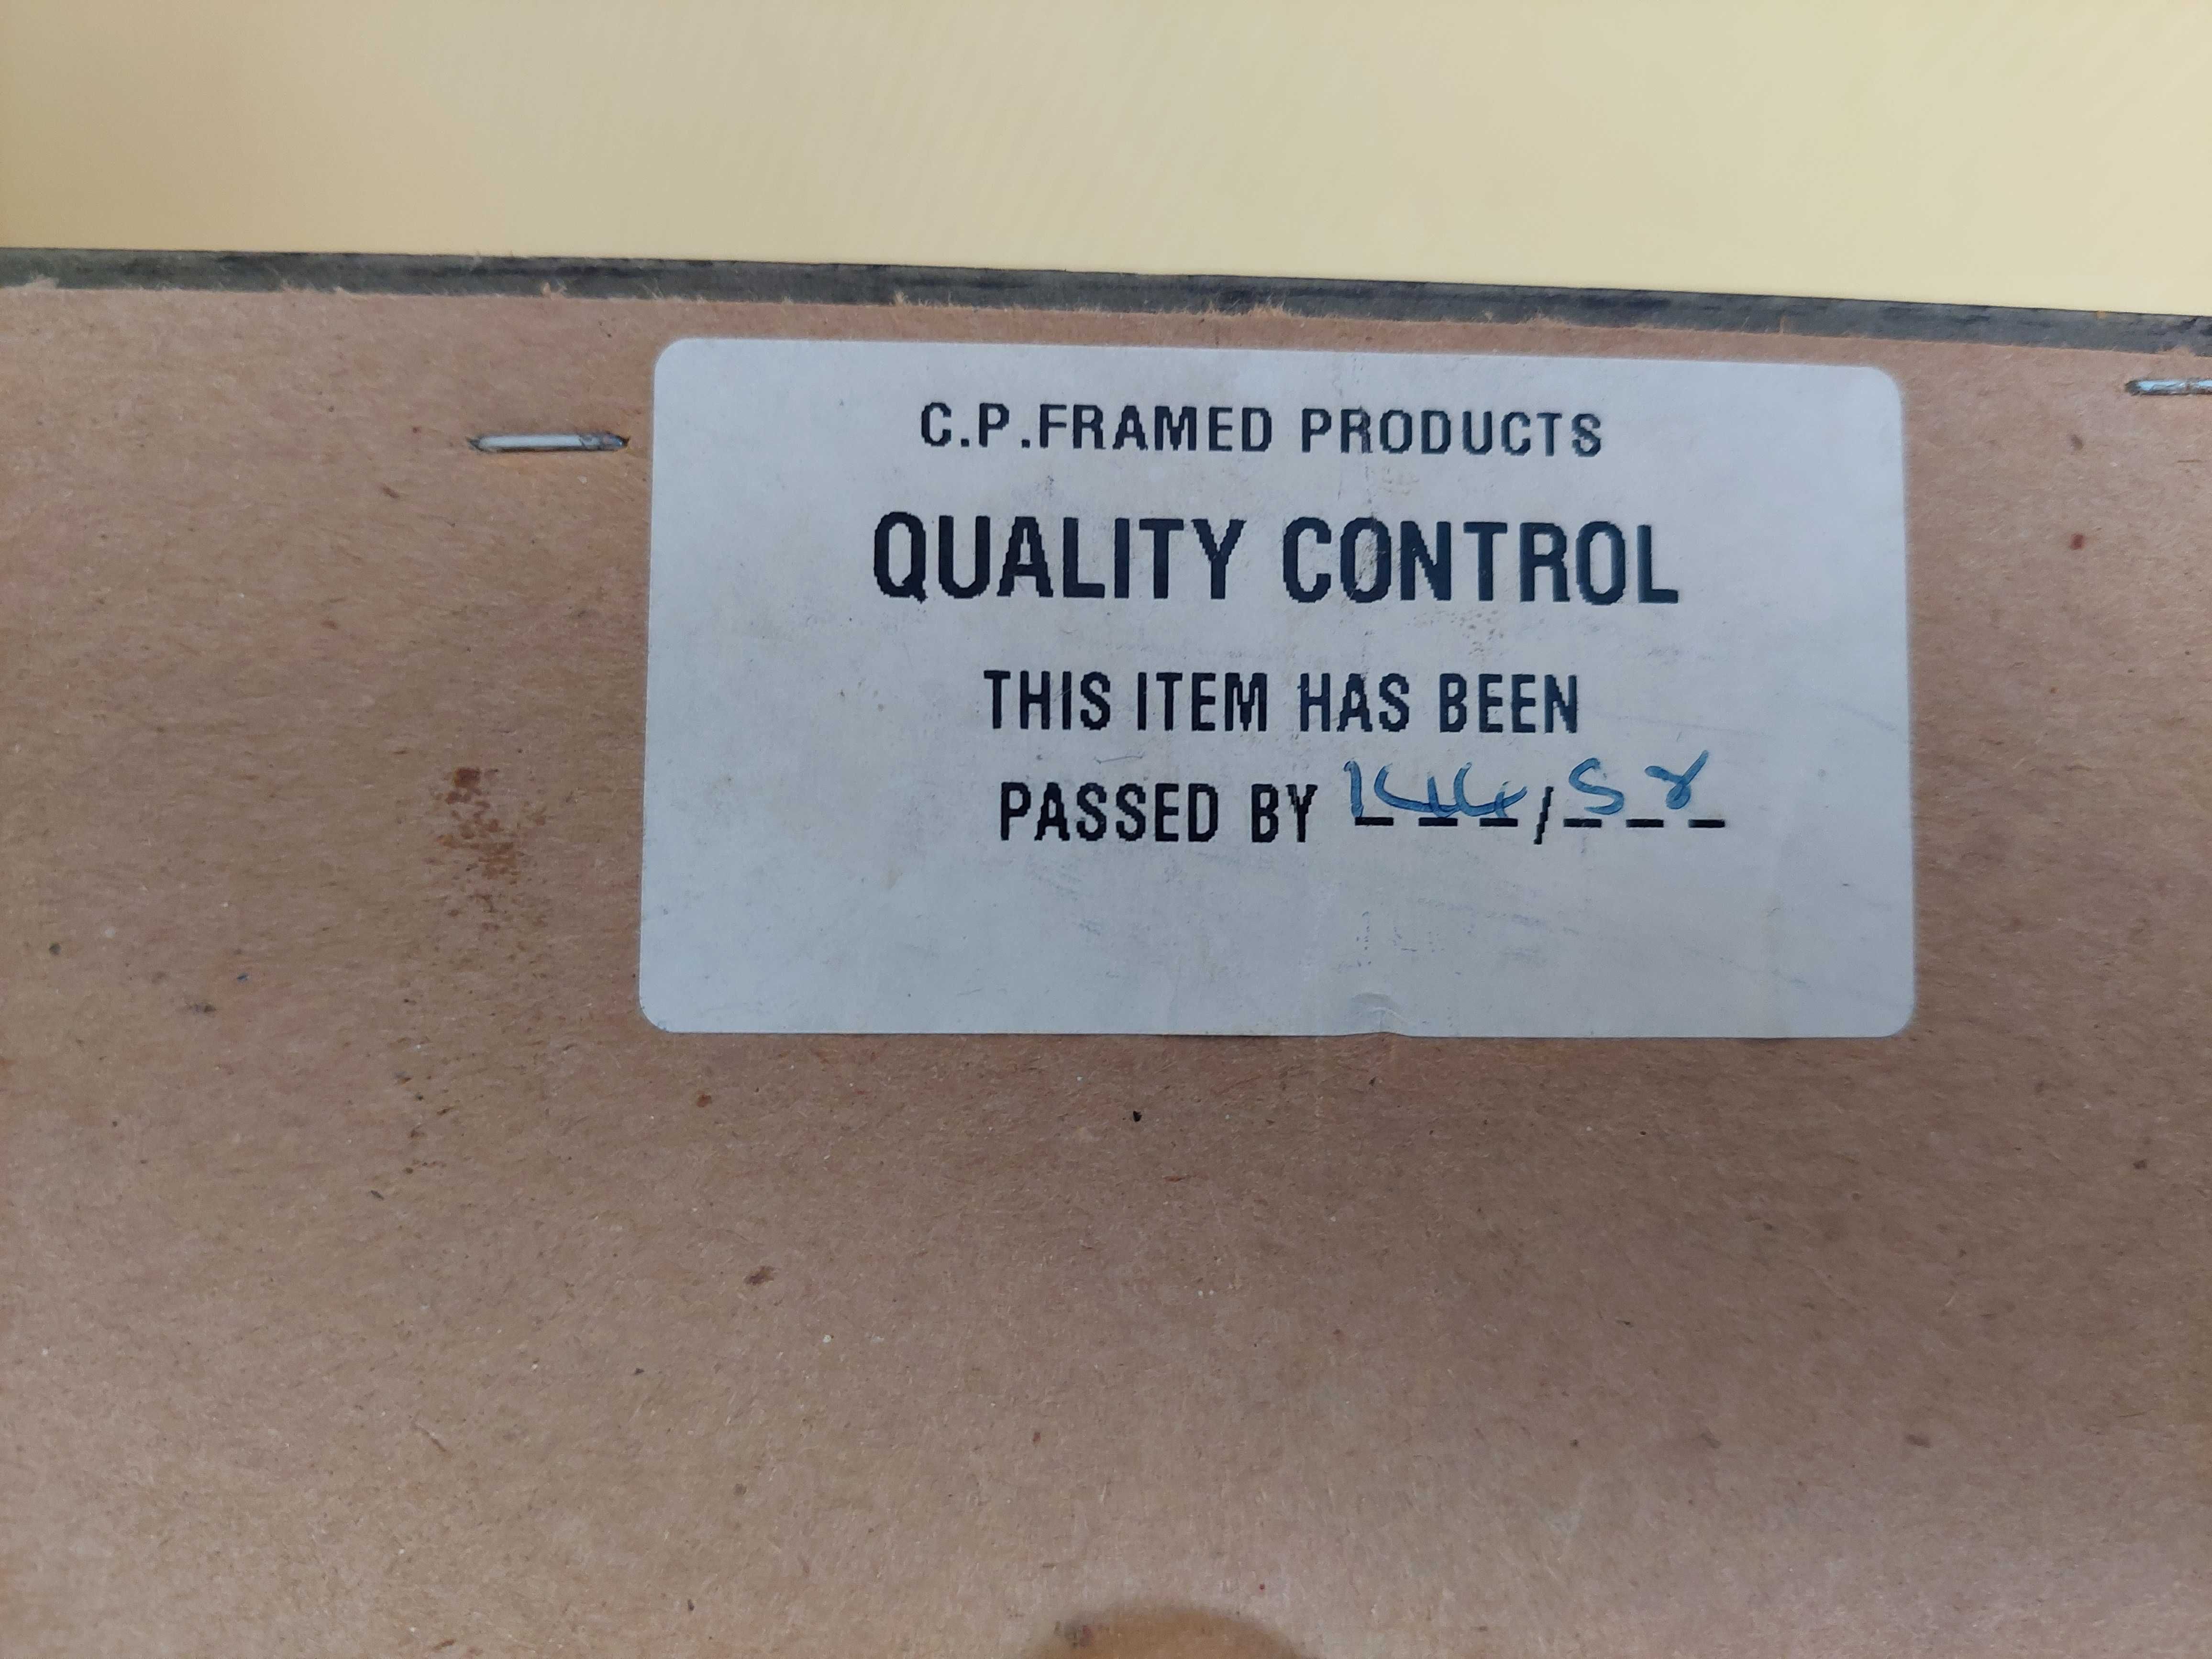 C.P.FRAMED PRODUCTS
QUALITY CONTROL
THIS ITEM HAS BEEN
PASSED BY